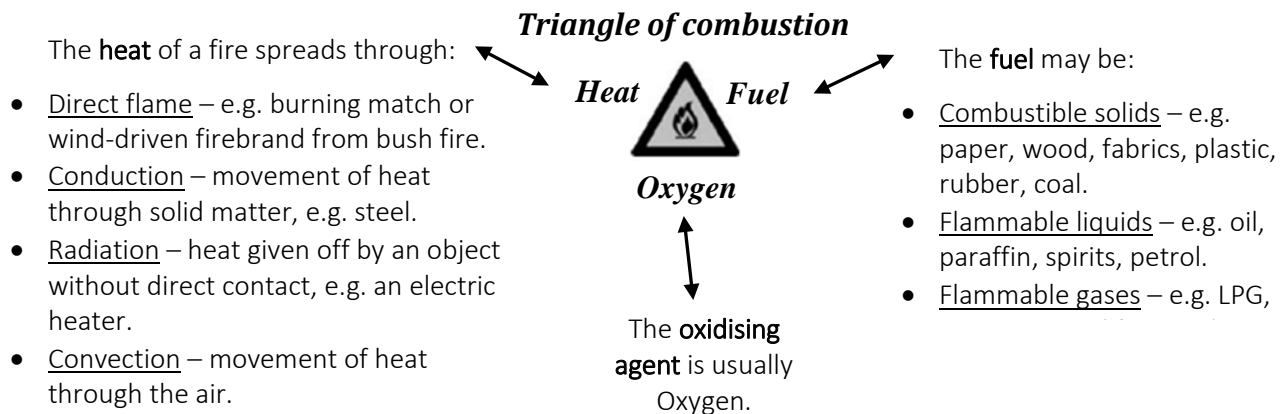 Triangle of combustion
The heat of a fire spreads through:
• Direct flame – e.g. burning match or
wind-driven firebrand from bush fire.
• Conduction – movement of heat
through solid matter, e.g. steel.
• Radiation – heat given off by an object
without direct contact, e.g. an electric
heater.
• Convection – movement of heat
through the air.
Heat
Fuel
Oxygen
The oxidising
agent is usually
Oxygen.
The fuel may be:
• Combustible solids – e.g.
paper, wood, fabrics, plastic,
rubber, coal.
• Flammable liquids – e.g. oil,
paraffin, spirits, petrol.
• Flammable gases – e.g. LPG,